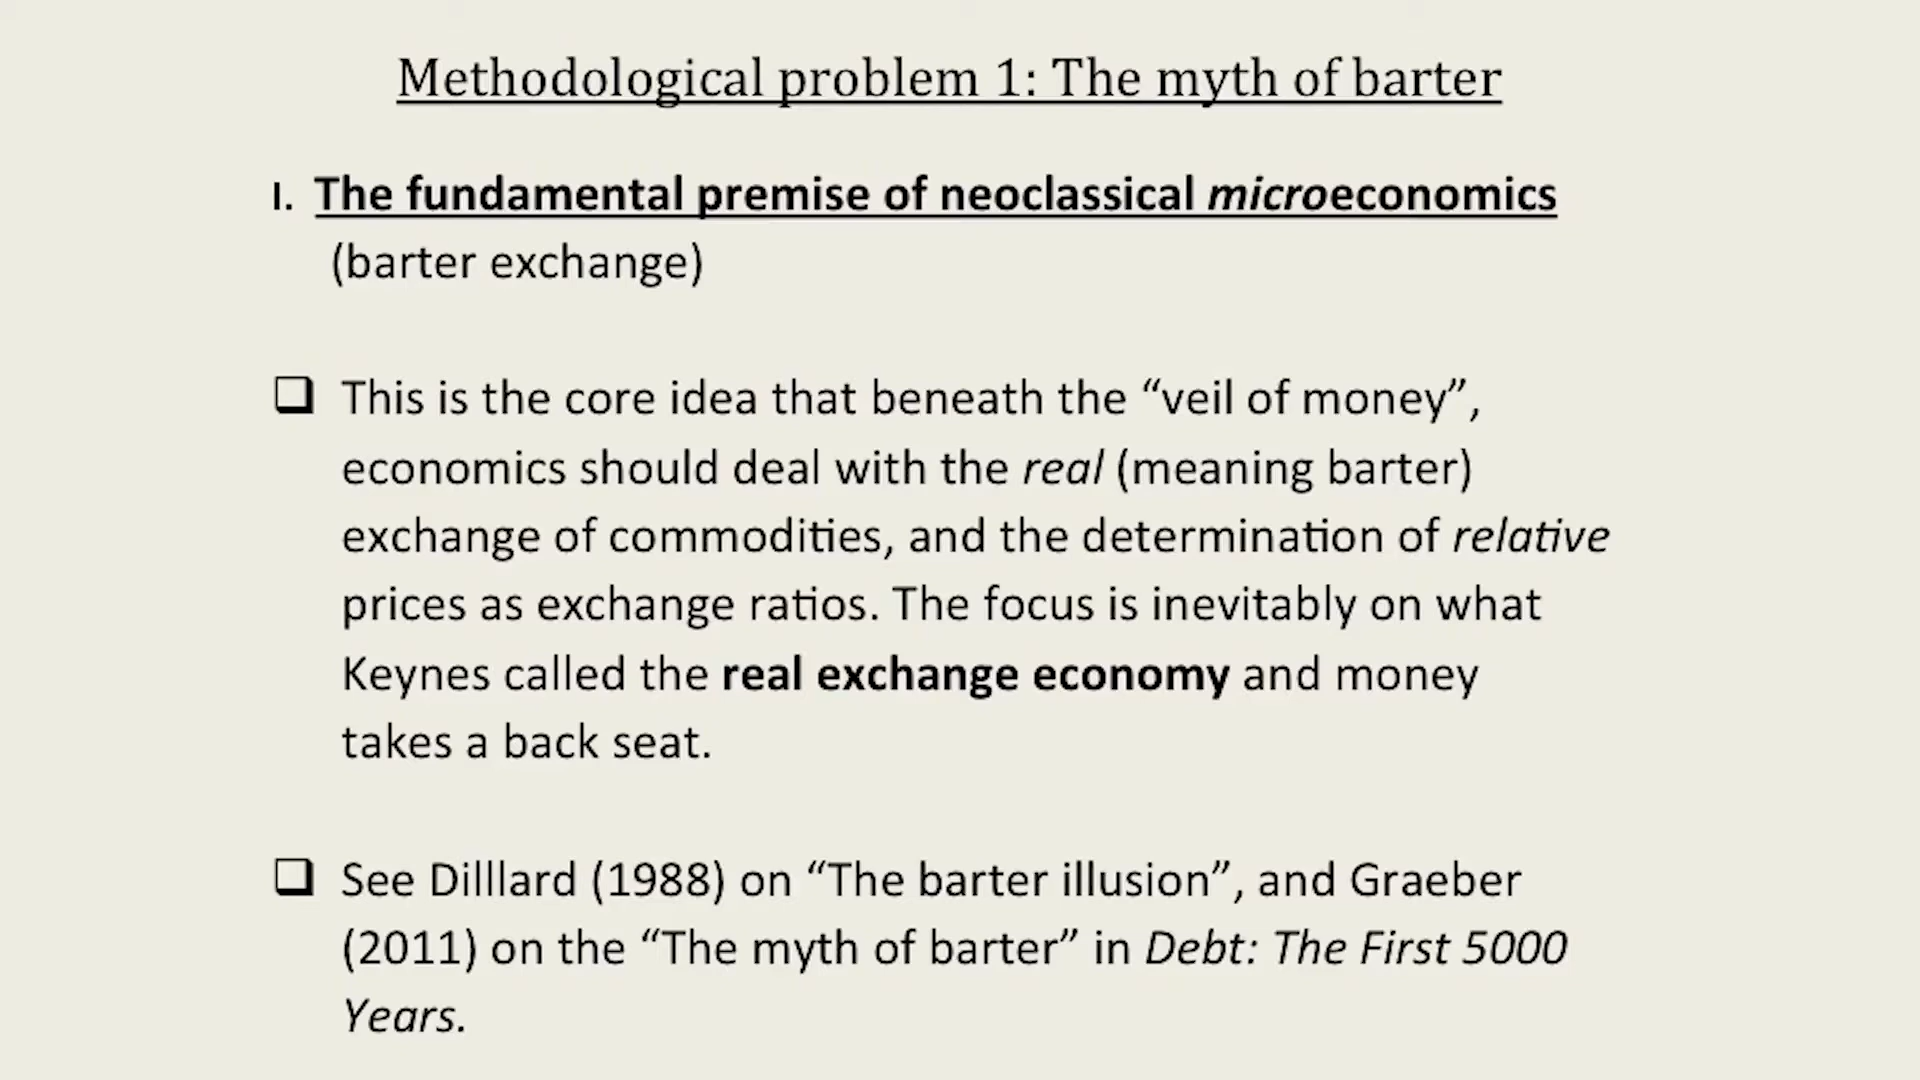 Methodological problem 1: The myth of barter
I. The fundamental premise of neoclassical microeconomics
(barter exchange)
❑ This is the core idea that beneath the “veil of money”,
economics should deal with the real (meaning barter)
exchange of commodities, and the determination of relative
prices as exchange ratios. The focus is inevitably on what
Keynes called the real exchange economy and money
takes a back seat.
❑ See Dilllard (1988) on “The barter illusion”, and Graeber
(2011) on the “The myth of barter” in Debt: The First 5000
Years.